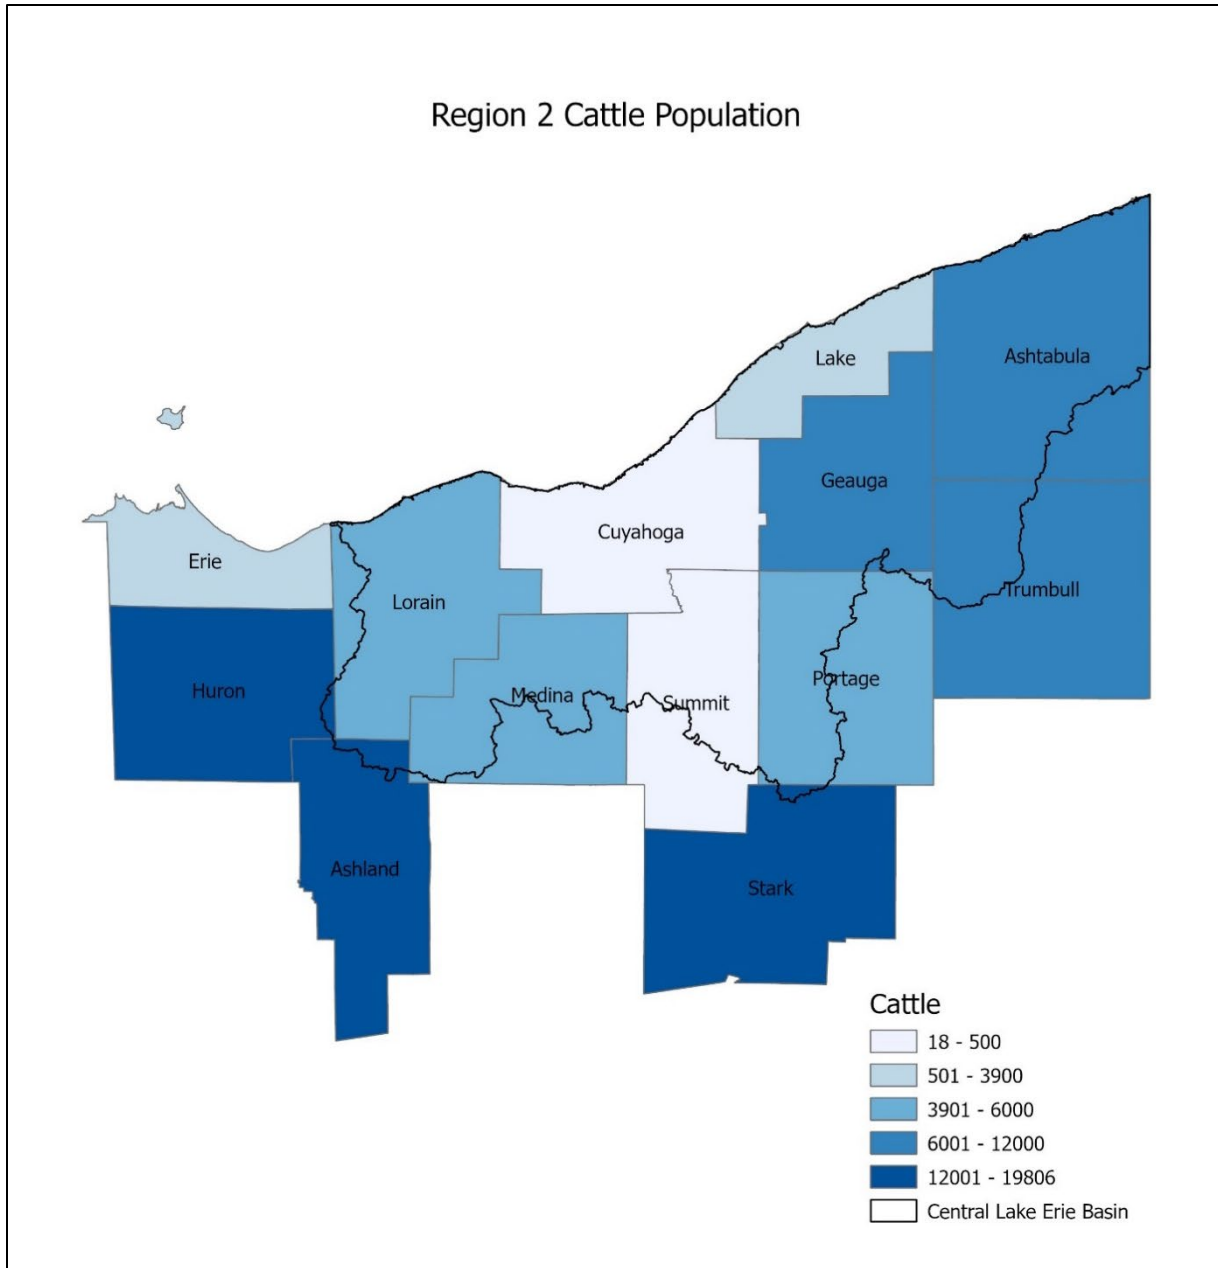 Region 2 Cattle Population
Lake
Ashtabula
Geauga
Cuyahoga
Erie
Trumbull
Lorain
Portage
Huron
Medina
Summit
Ashland
Stark
Cattle
18 - 500
501 - 3900
3901 - 6000
6001 - 12000
12001 - 19806
Central Lake Erie Basin